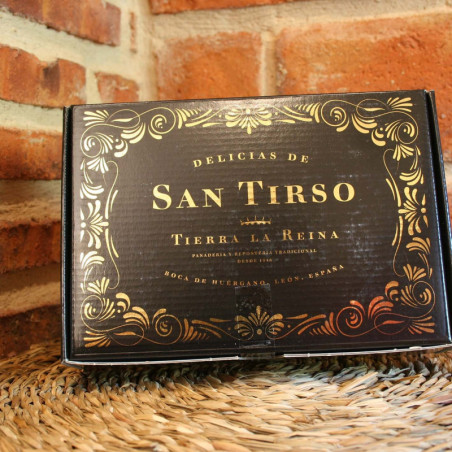 DELICIAS DE
SAN TIRSO
TIERRA LA REINA
PANADERÍA Y REPOSTERÍA TRADICIONAL
BOCA DE HUÉRGANO, LEÓN, ESPAÑA